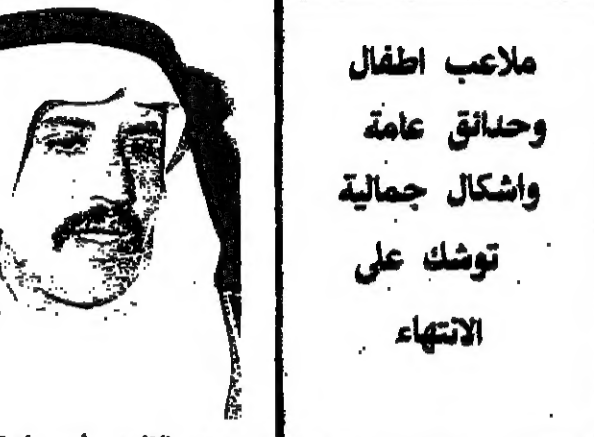 ملاعب اطفال
وحدائق عامة
واشكال جمالية
توشك على
الانتهاء